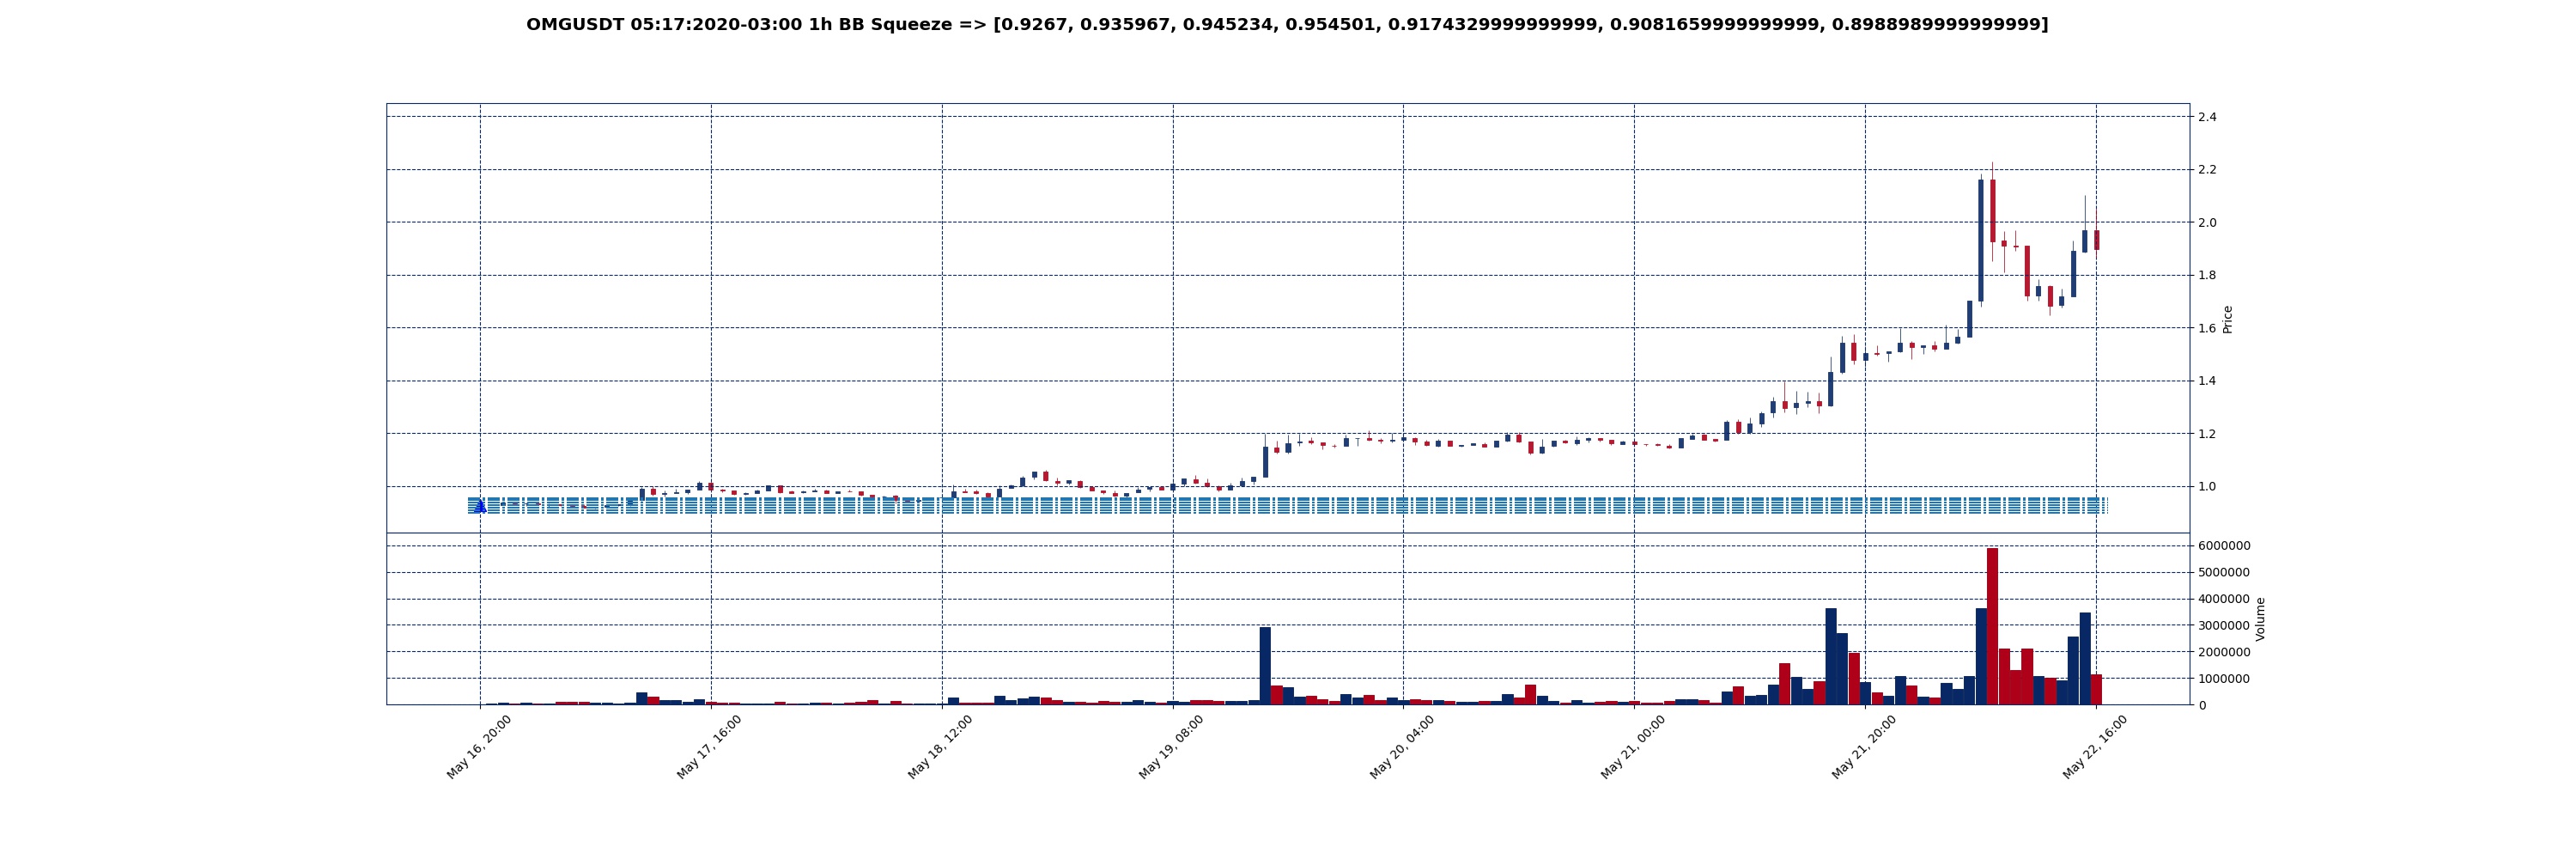 OMGUSDT 05:17:2020-03:00 1h BB Squeeze => [0.9267, 0.935967, 0.945234, 0.954501, 0.9174329999999999, 0.9081659999999999, 0.8988989999999999]
2.4
2.2
2.0
1.8
1.6
1.4
1.2
1.0
Price
6000000
5000000
4000000
3000000
2000000
1000000
0
Volume
May 16, 20:00
May 17, 16:00
May 18, 12:00
May 19, 08:00
May 20, 04:00
May 21, 00:00
May 21, 20:00
May 22, 16:00